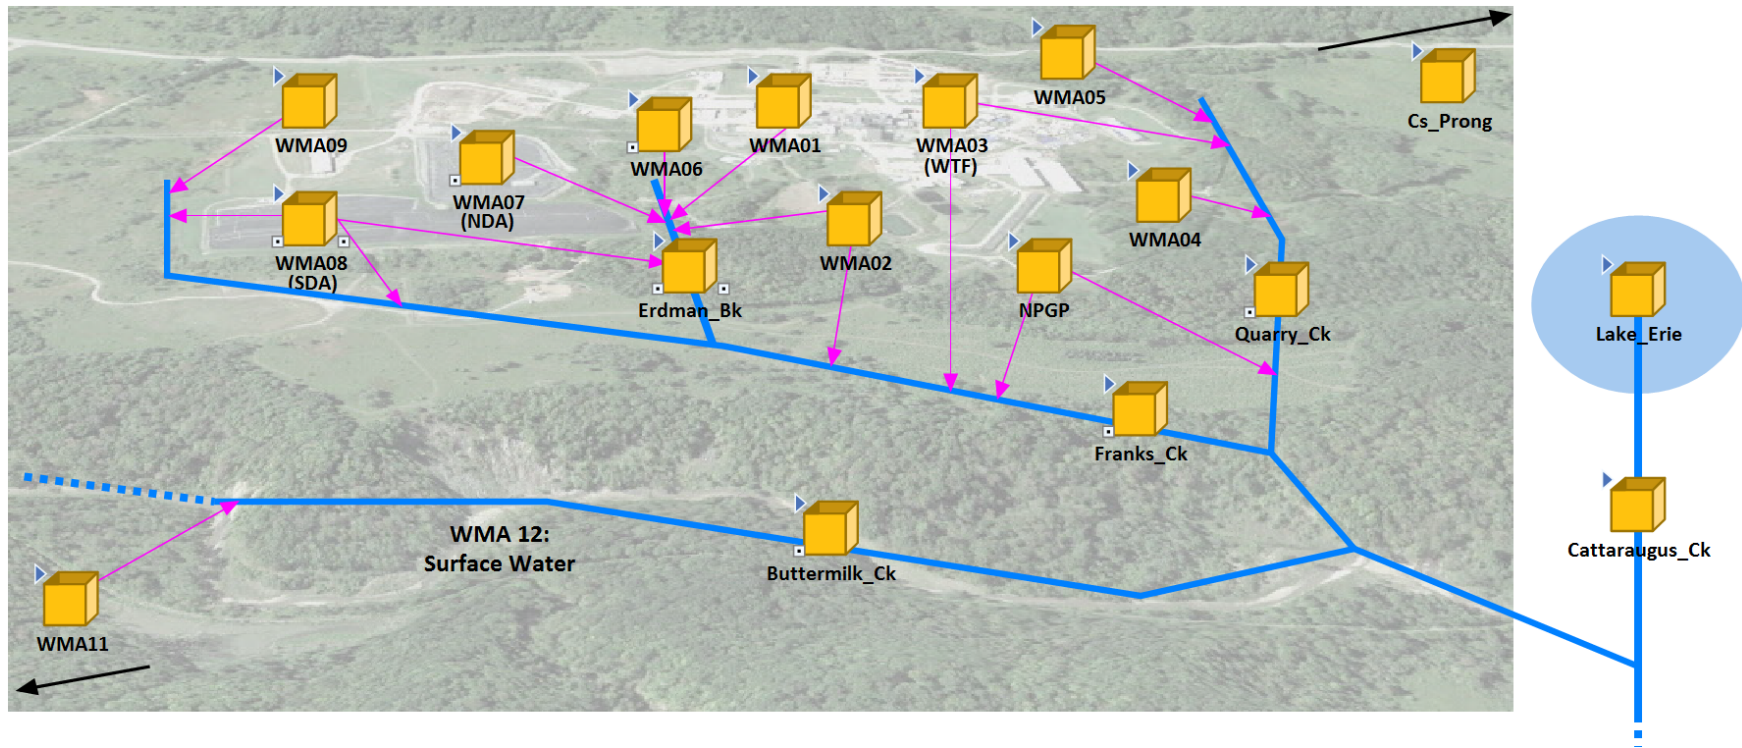 WMA05
Cs_Prong
WMA09
WMA06
WMA01
WMA03
(WTF)
WMA07
(NDA)
WMA04
WMA08
(SDA)
WMA02
Erdman_Bk
NPGP
Quarry_Ck
Lake_Erie
Franks_Ck
WMA 12:
Surface Water
Buttermilk_Ck
Cattaraugus_Ck
WMA11